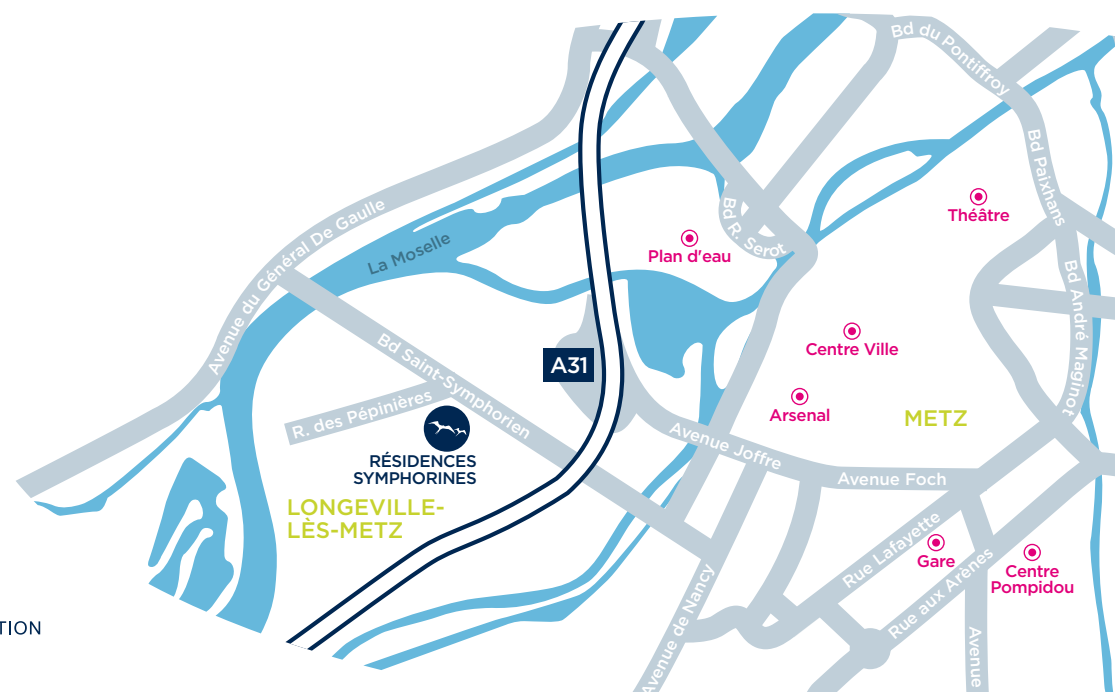 Bd du Pontiffroy
Bd Paixhans
Théâtre
Avenue du Général De Gaulle
La Moselle
Bd R. Serot
Plan d'eau
Bd André Maginot
Centre Ville
A31
Bd Saint-Symphorien
Arsenal
METZ
R. des Pépinières
Avenue Joffre
RÉSIDENCES
SYMPHORINES
Avenue Foch
LONGEVILLE-
LÈS-METZ
Rue Lafayette
Gare
Rue aux Arènes
Centre
Pompidou
Avenue de Nancy
TION
Avenue